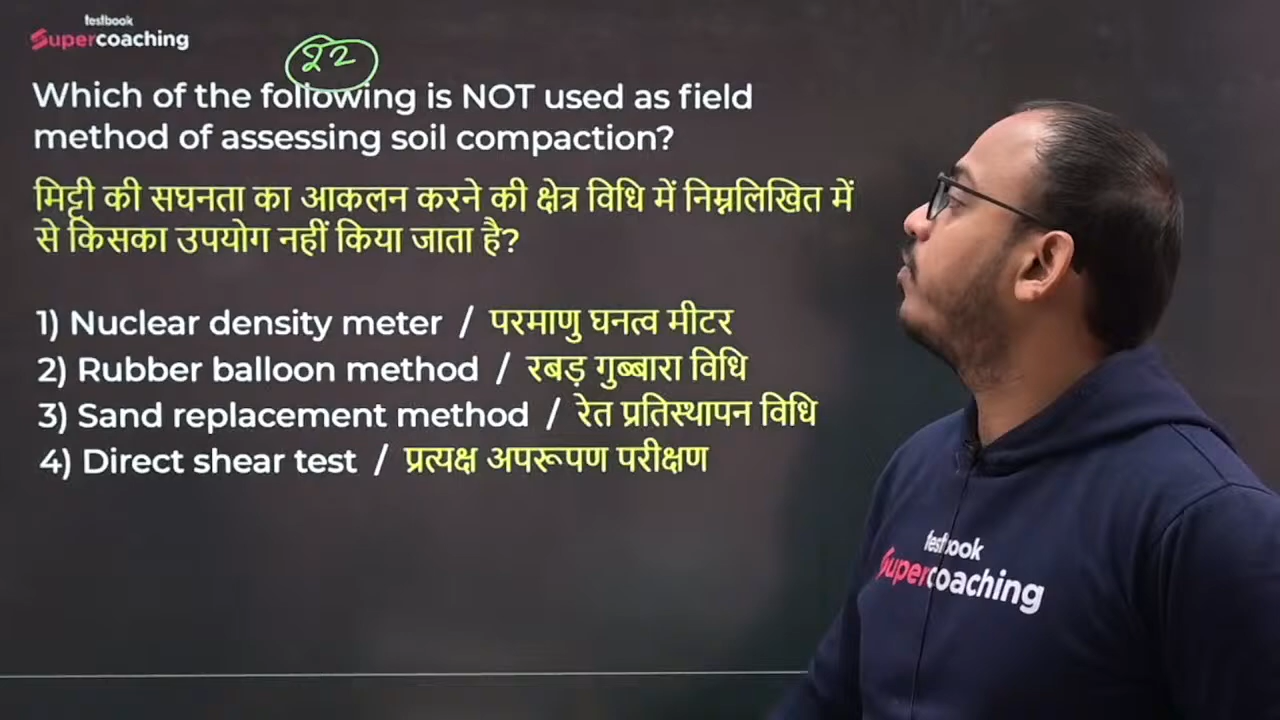 testbook
Supercoaching
22
Which of the following is NOT used as field
method of assessing soil compaction?
मिट्टी की सघनता का आकलन करने की क्षेत्र विधि में निम्नलिखित में
से किसका उपयोग नहीं किया जाता है?
1) Nuclear density meter / परमाणु घनत्व मीटर
2) Rubber balloon method / रबड़ गुब्बारा विधि
3) Sand replacement method / रेत प्रतिस्थापन विधि
4) Direct shear test / प्रत्यक्ष अपरूपण परीक्षण
testbook
Supercoaching